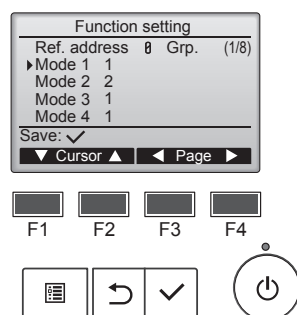 Function setting
Ref. address 0 Grp. (1/8)
Mode 1 1
Mode 2 2
Mode 3 1
Mode 4 1
Save: ✓
▼ Cursor ▲ ◀ Page ▶
F1 F2 F3 F4